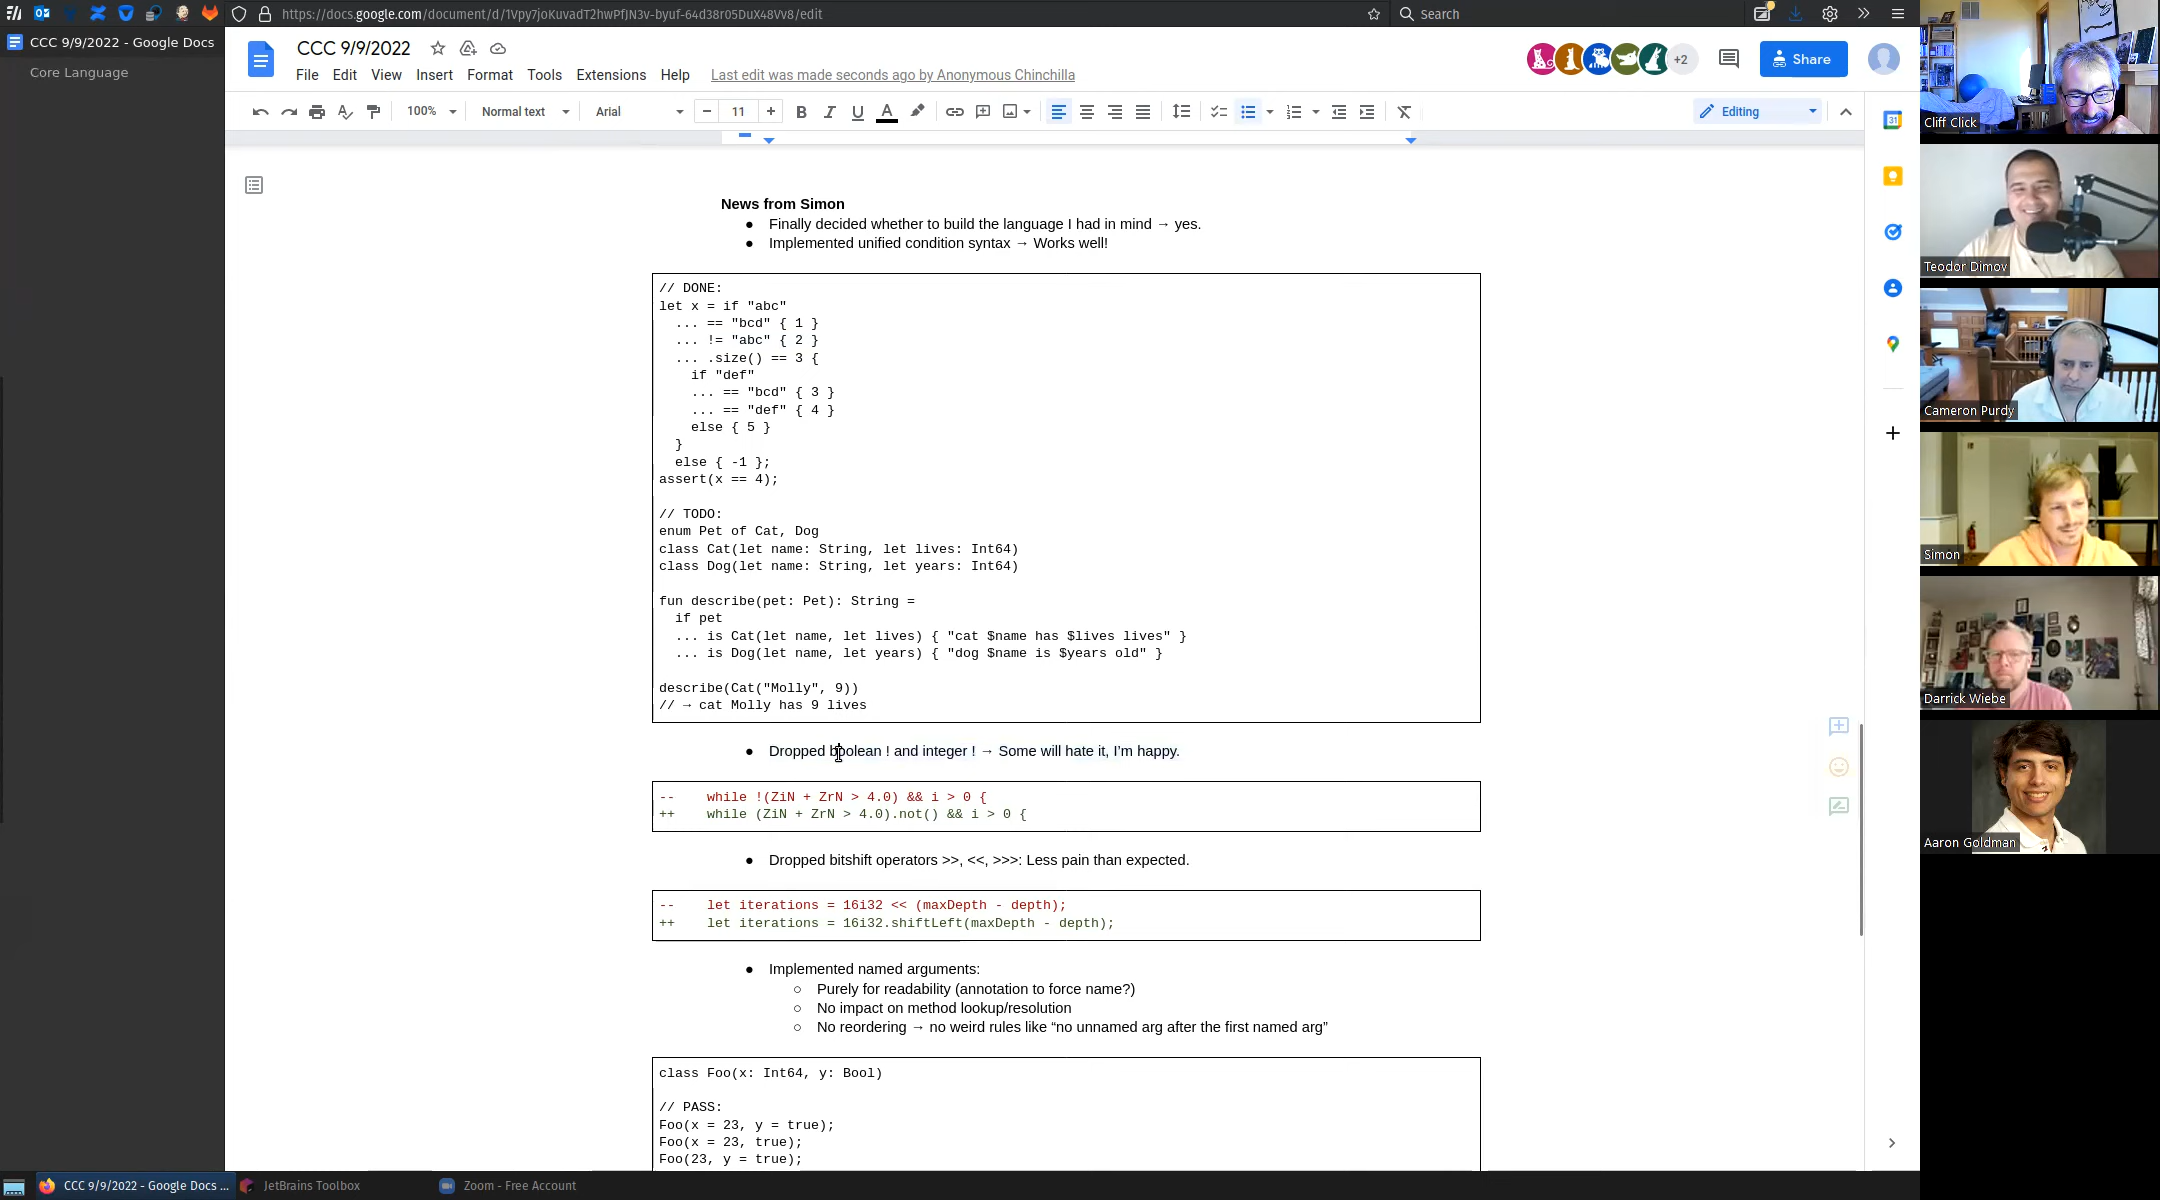 https://docs.google.com/document/d/1Vpy7joKuvadT2hwPfJN3v-byuf-64d38r05DuX48Vv8/edit
Search
CCC 9/9/2022 - Google Docs
Core Language
CCC 9/9/2022
File Edit View Insert Format Tools Extensions Help Last edit was made seconds ago by Anonymous Chinchilla
+2
Share
100% Normal text Arial 11 Editing
News from Simon
● Finally decided whether to build the language I had in mind → yes.
● Implemented unified condition syntax → Works well!
// DONE:
let x = if "abc"
... == "bcd" { 1 }
... != "abc" { 2 }
... .size() == 3 {
if "def"
... == "bcd" { 3 }
... == "def" { 4 }
else { 5 }
}
else { -1 };
assert(x == 4);
// TODO:
enum Pet of Cat, Dog
class Cat(let name: String, let lives: Int64)
class Dog(let name: String, let years: Int64)
fun describe(pet: Pet): String =
if pet
... is Cat(let name, let lives) { "cat $name has $lives lives" }
... is Dog(let name, let years) { "dog $name is $years old" }
describe(Cat("Molly", 9))
// → cat Molly has 9 lives
● Dropped boolean ! and integer ! → Some will hate it, I'm happy.
-- while !(ZiN + ZrN > 4.0) && i > 0 {
++ while (ZiN + ZrN > 4.0).not() && i > 0 {
● Dropped bitshift operators >>, <<, >>>: Less pain than expected.
-- let iterations = 16i32 << (maxDepth - depth);
++ let iterations = 16i32.shiftLeft(maxDepth - depth);
● Implemented named arguments:
○ Purely for readability (annotation to force name?)
○ No impact on method lookup/resolution
○ No reordering → no weird rules like “no unnamed arg after the first named arg”
class Foo(x: Int64, y: Bool)
// PASS:
Foo(x = 23, y = true);
Foo(x = 23, true);
Foo(23, y = true);
31
Cliff Click
Teodor Dimov
Cameron Purdy
Simon
Darrick Wiebe
Aaron Goldman
CCC 9/9/2022 - Google Docs ...
JetBrains Toolbox
Zoom - Free Account